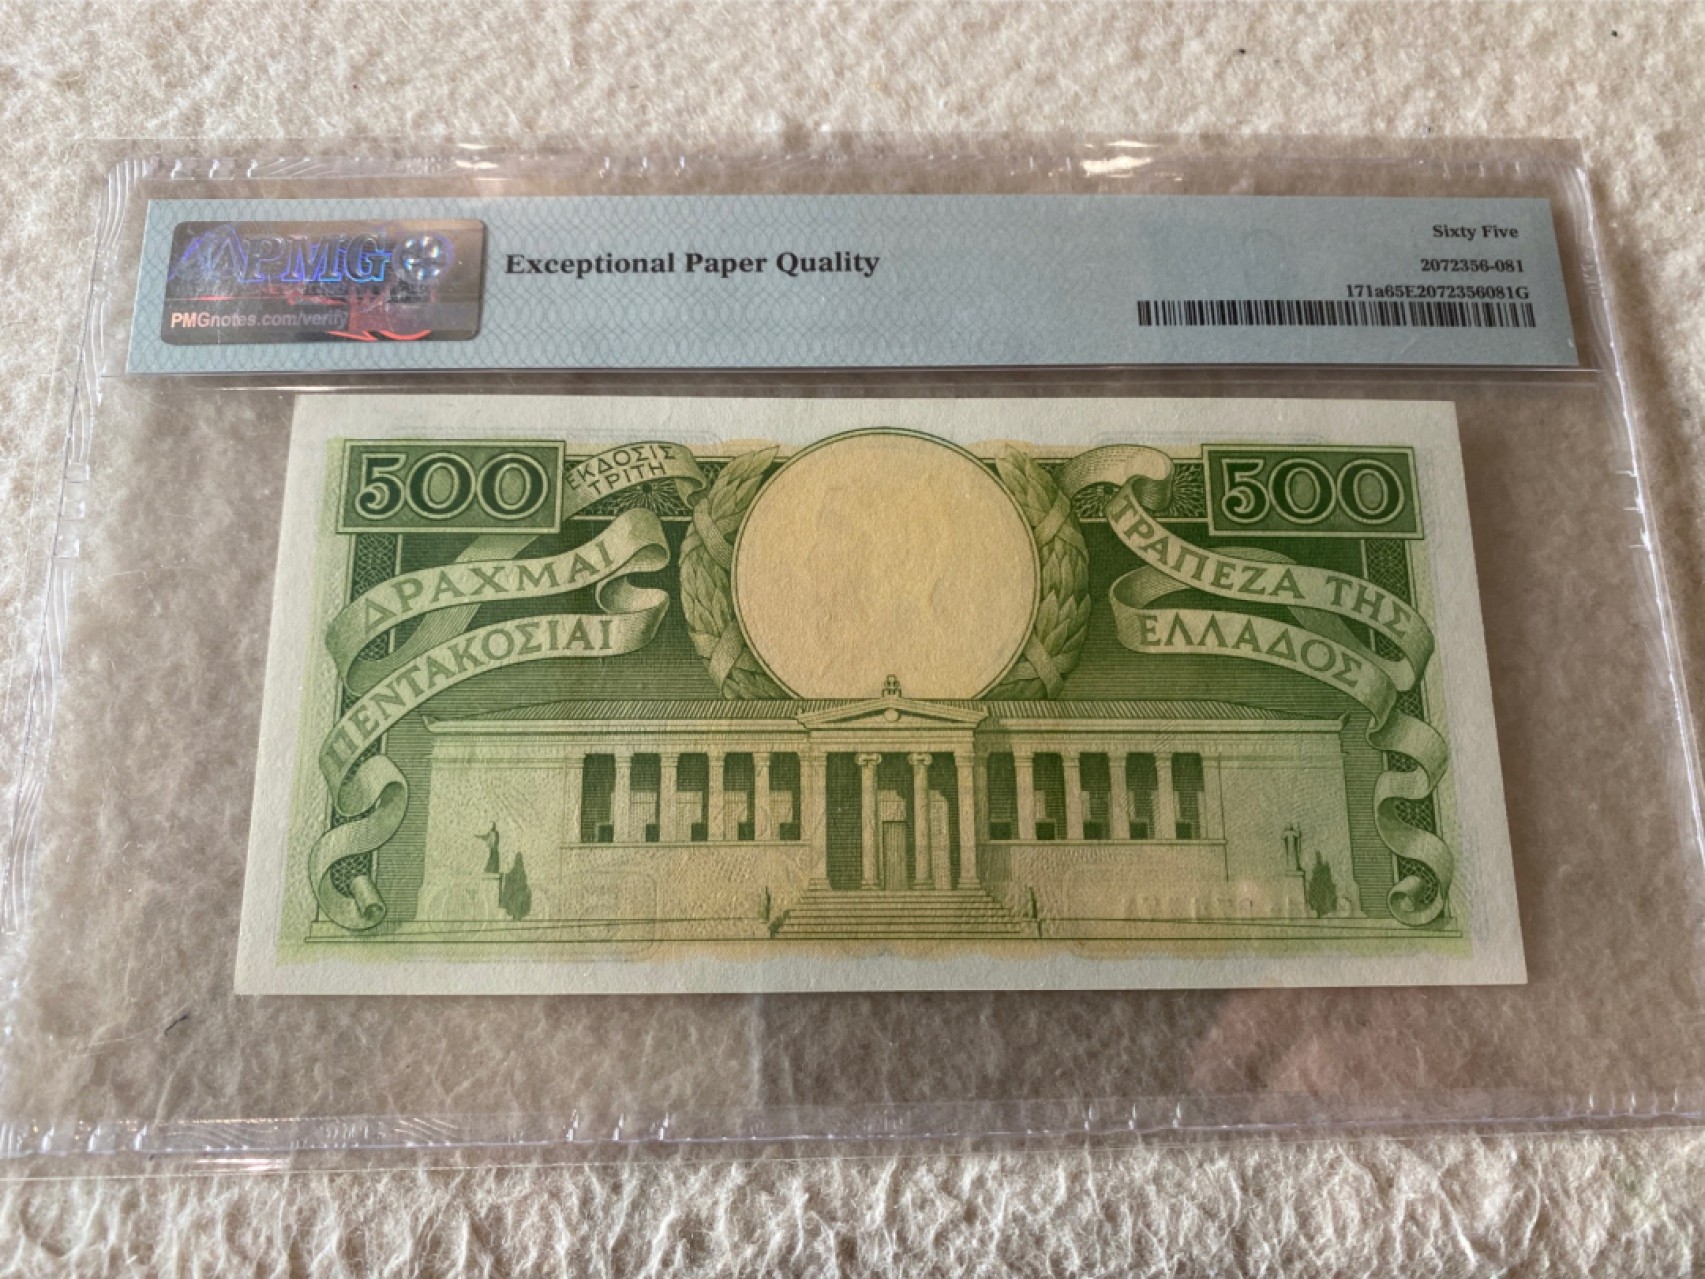 PMG
PMGnotes.com/verify
Exceptional Paper Quality
Sixty Five
2072356-081
171a65E2072356081G
500
ΕΚΔΟΣΙΣ
ΤΡΙΤΗ
500
ΔΡΑΧΜΑΙ
ΠΕΝΤΑΚΟΣΙΑΙ
ΤΡΑΠΕΖΑ ΤΗΣ
ΕΛΛΑΔΟΣ